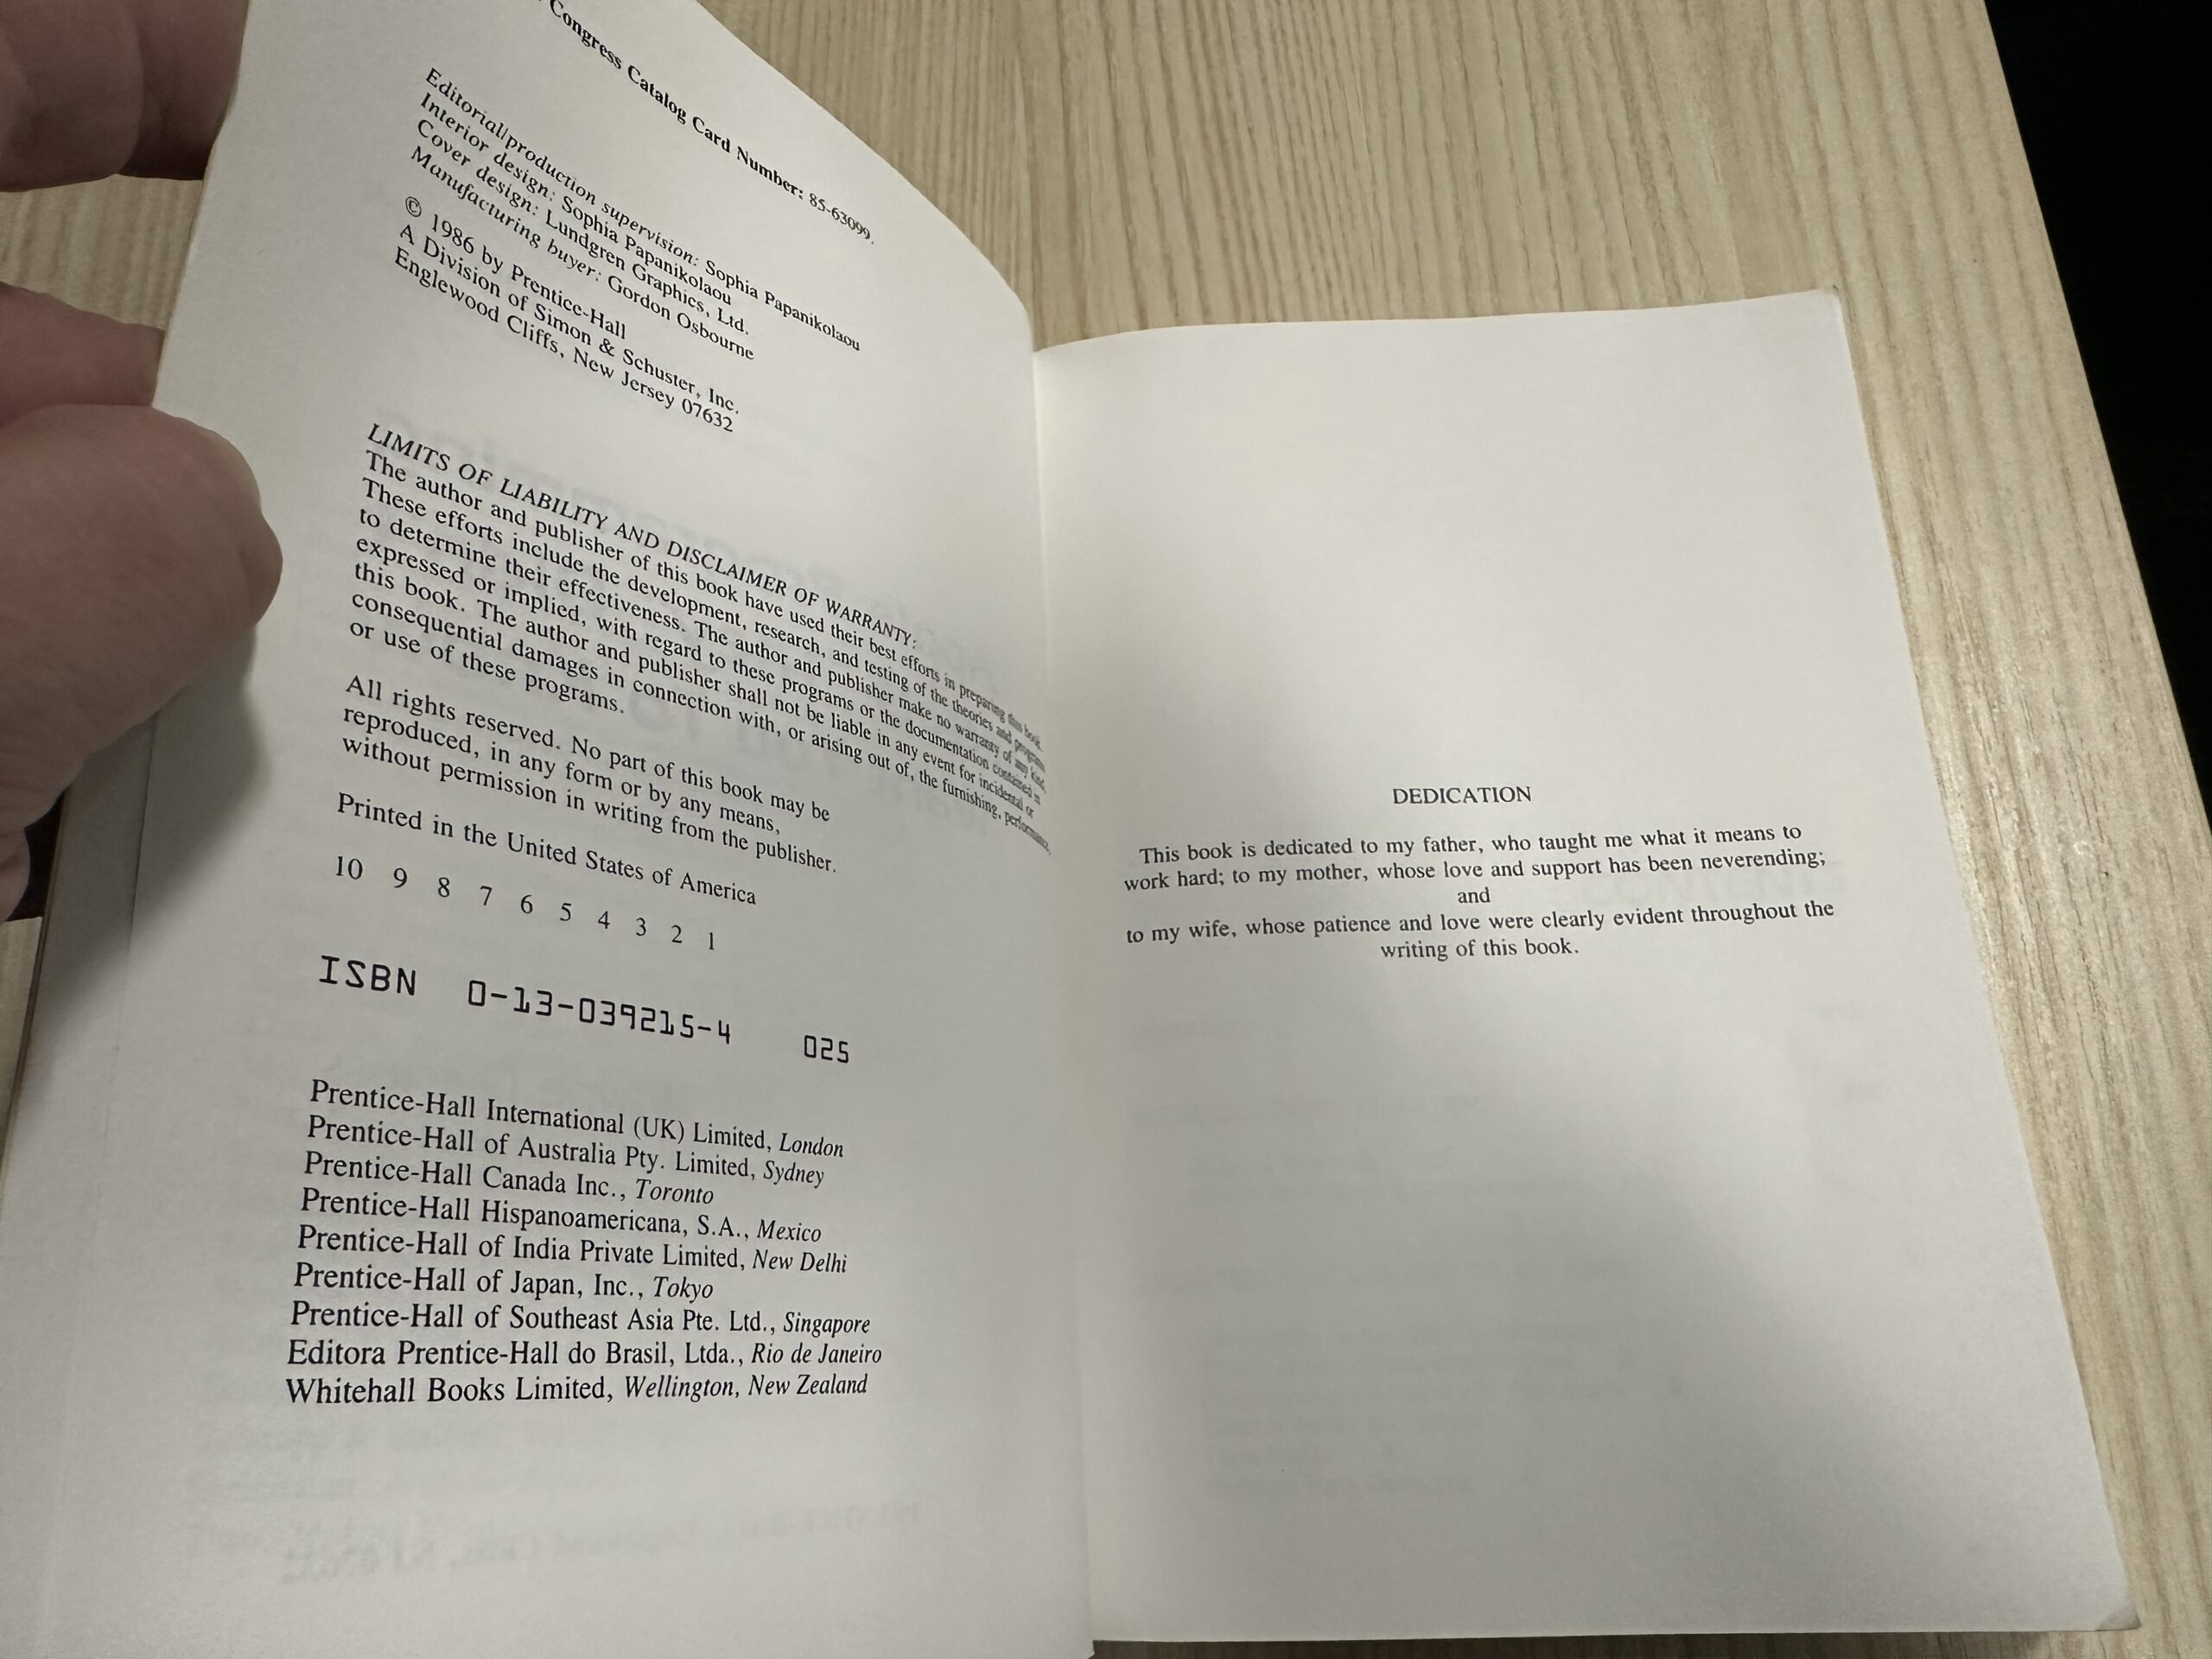 Congress Catalog Card Number: 85-63099.
Editorial/production supervision: Sophia Papanikolaou
Interior design: Sophia Papanikolaou
Cover design: Lundgren Graphics, Ltd.
Manufacturing buyer: Gordon Osbourne
© 1986 by Prentice-Hall
A Division of Simon & Schuster, Inc.
Englewood Cliffs, New Jersey 07632
LIMITS OF LIABILITY AND DISCLAIMER OF WARRANTY:
The author and publisher of this book have used their best efforts in preparing this book.
These efforts include the development, research, and testing of the theories and programs
to determine their effectiveness. The author and publisher make no warranty of any kind,
expressed or implied, with regard to these programs or the documentation contained in
this book. The author and publisher shall not be liable in any event for incidental or
consequential damages in connection with, or arising out of, the furnishing, performance,
or use of these programs.
All rights reserved. No part of this book may be
reproduced, in any form or by any means,
without permission in writing from the publisher.
Printed in the United States of America
10 9 8 7 6 5 4 3 2 1
ISBN 0-13-039215-4 025
Prentice-Hall International (UK) Limited, London
Prentice-Hall of Australia Pty. Limited, Sydney
Prentice-Hall Canada Inc., Toronto
Prentice-Hall Hispanoamericana, S.A., Mexico
Prentice-Hall of India Private Limited, New Delhi
Prentice-Hall of Japan, Inc., Tokyo
Prentice-Hall of Southeast Asia Pte. Ltd., Singapore
Editora Prentice-Hall do Brasil, Ltda., Rio de Janeiro
Whitehall Books Limited, Wellington, New Zealand
DEDICATION
This book is dedicated to my father, who taught me what it means to
work hard; to my mother, whose love and support has been neverending;
and
to my wife, whose patience and love were clearly evident throughout the
writing of this book.